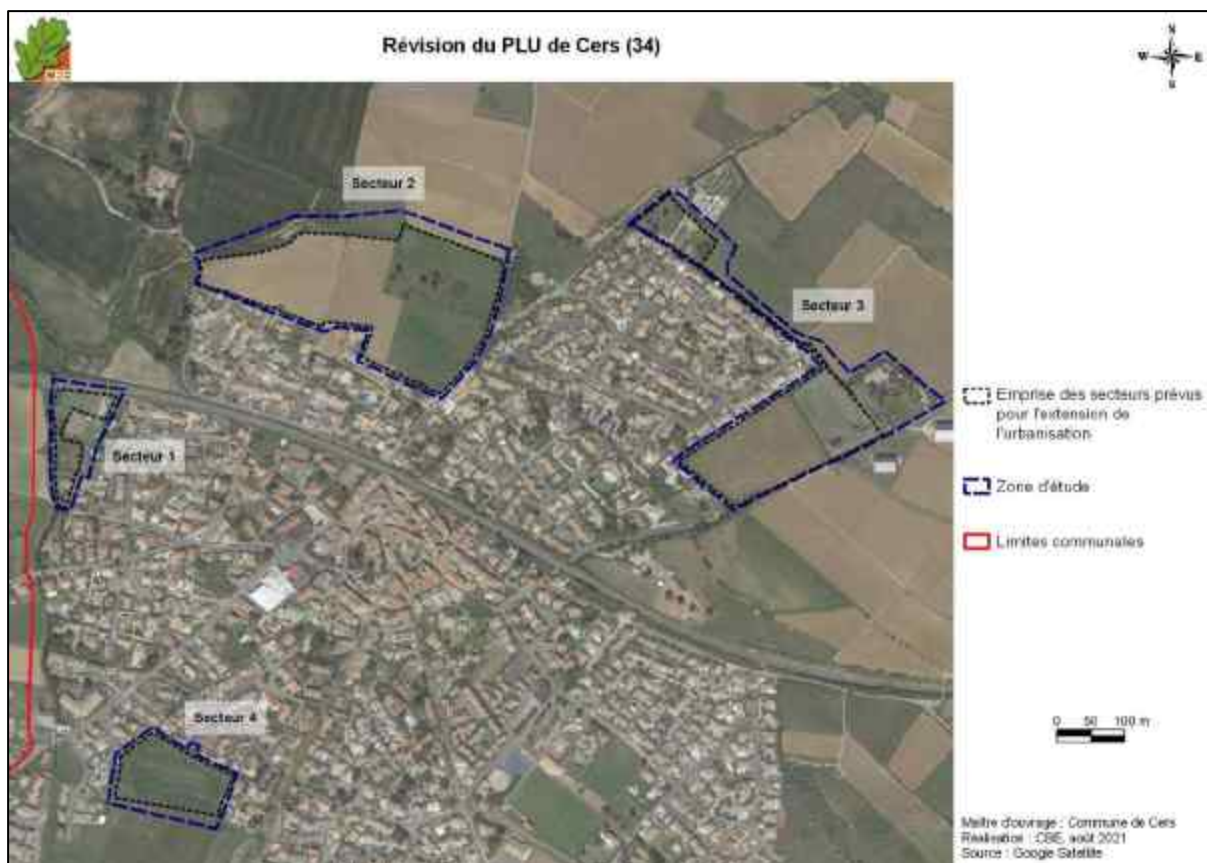 Révision du PLU de Cers (34)
N
W
E
S
Secteur 2
Secteur 3
Secteur 1
Secteur 4
Emprise des secteurs prévus
pour l'extension de
l'urbanisation
Zone d'étude
Limites communales
0 50 100 m
Maître d'ouvrage : Commune de Cers
Réalisation : CBE, août 2021
Source : Google Satellite